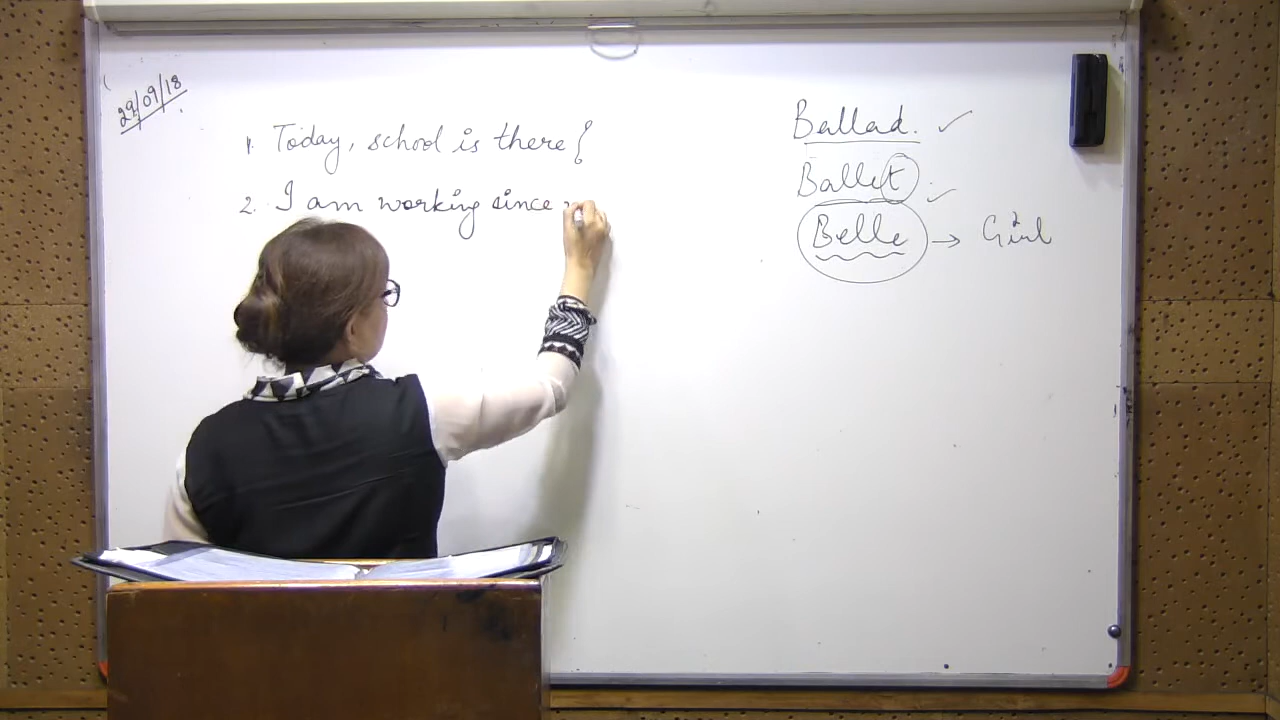 29/09/18
1. Today, school is there {
2. I am working since
Ballad. ✓
Ballet. ✓
Belle → Girl